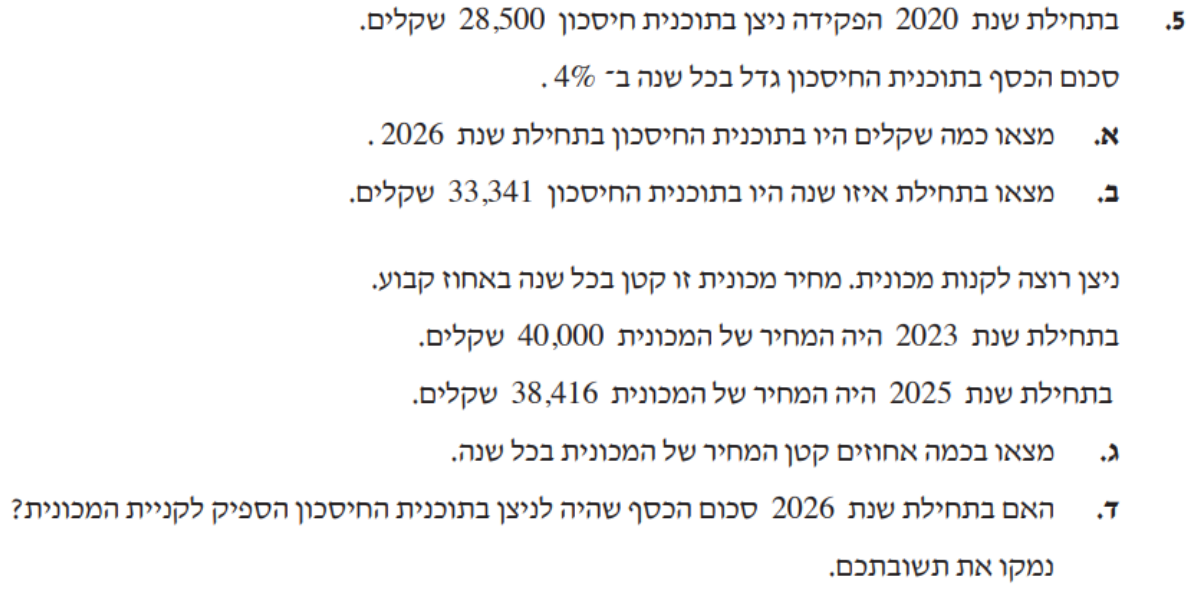 5. בתחילת שנת 2020 הפקידה ניצן בתוכנית חיסכון 28,500 שקלים.
סכום הכסף בתוכנית החיסכון גדל בכל שנה ב־ 4% .
א. מצאו כמה שקלים היו בתוכנית החיסכון בתחילת שנת 2026 .
ב. מצאו בתחילת איזו שנה היו בתוכנית החיסכון 33,341 שקלים.
ניצן רוצה לקנות מכונית. מחיר מכונית זו קטן בכל שנה באחוז קבוע.
בתחילת שנת 2023 היה המחיר של המכונית 40,000 שקלים.
בתחילת שנת 2025 היה המחיר של המכונית 38,416 שקלים.
ג. מצאו בכמה אחוזים קטן המחיר של המכונית בכל שנה.
ד. האם בתחילת שנת 2026 סכום הכסף שהיה לניצן בתוכנית החיסכון הספיק לקניית המכונית?
נמקו את תשובתכם.